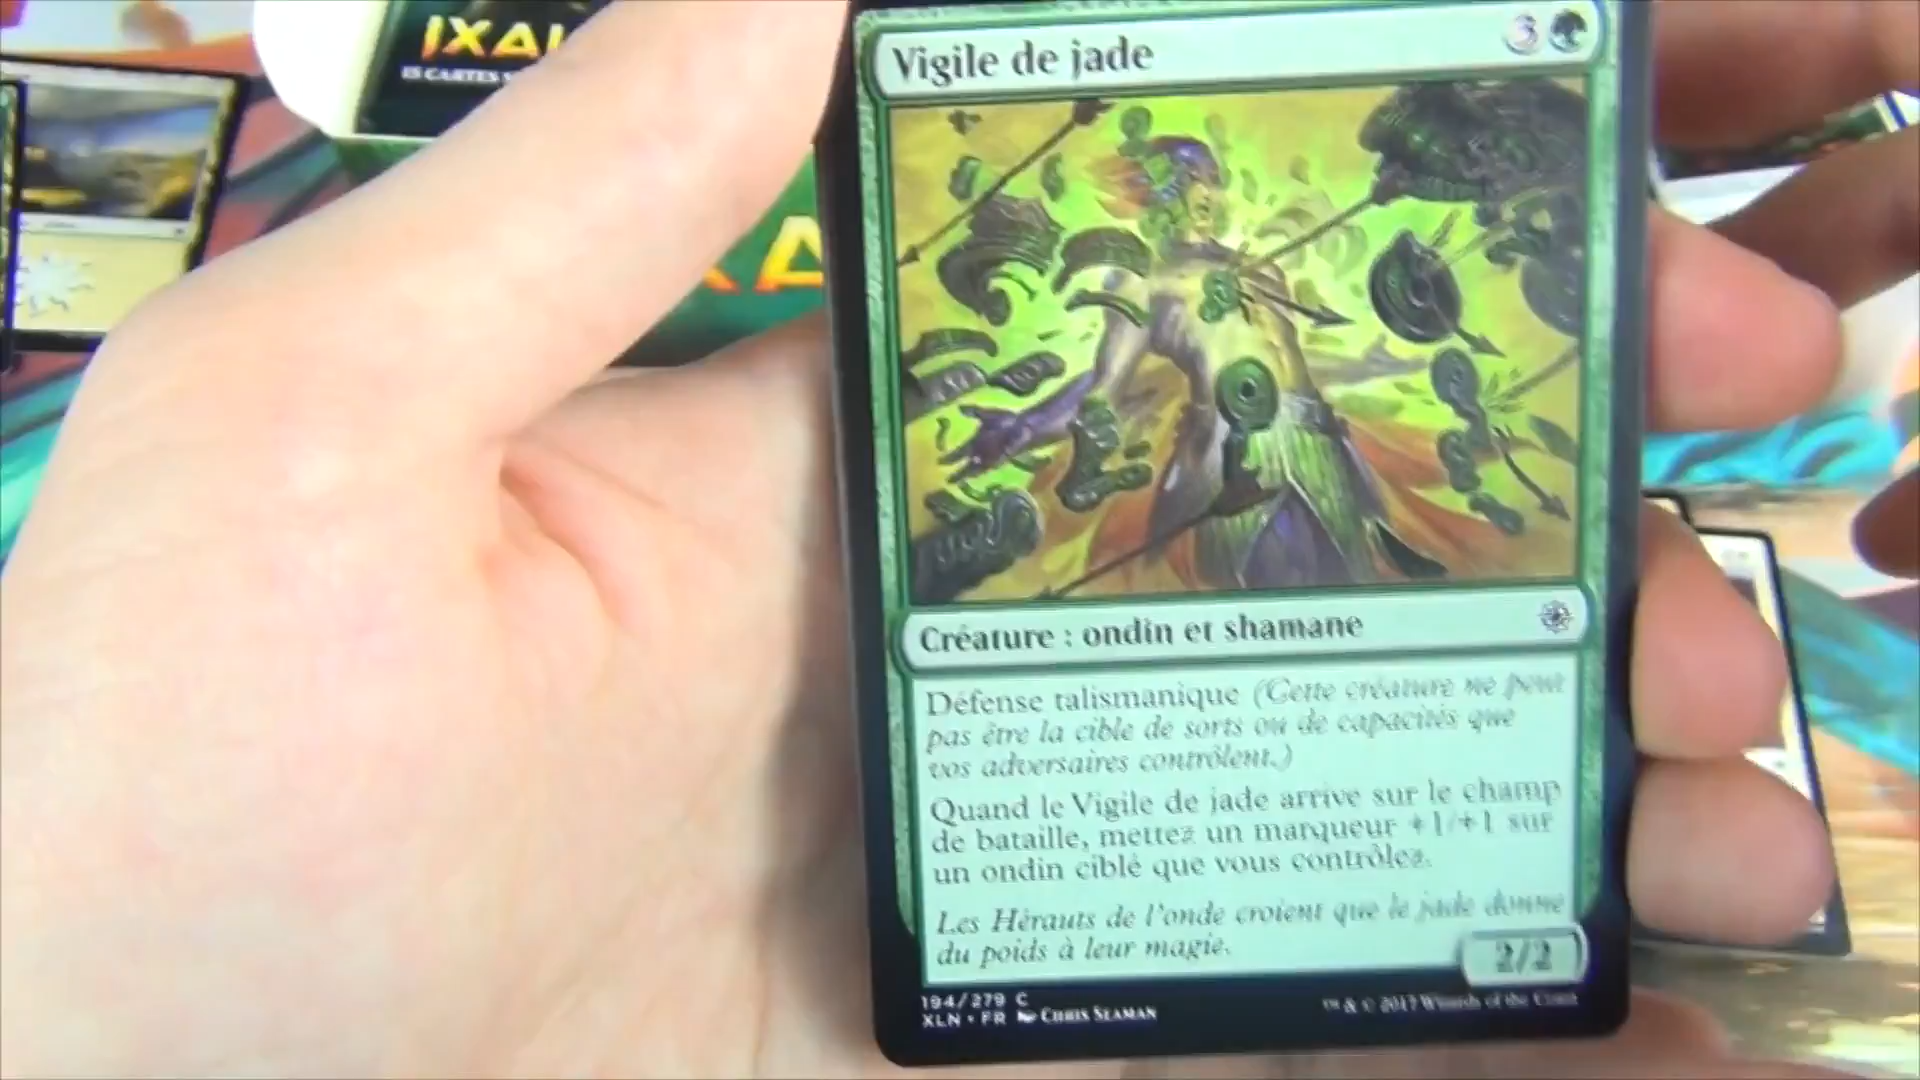 IXAL
15 CARTES
XA
Vigile de jade
3
Créature : ondin et shamane
Défense talismanique (Cette créature ne peut
pas être la cible de sorts ou de capacités que
vos adversaires contrôlent.)
Quand le Vigile de jade arrive sur le champ
de bataille, mettez un marqueur +1/+1 sur
un ondin ciblé que vous contrôlez.
Les Hérauts de l'onde croient que le jade donne
du poids à leur magie.
2/2
194/279 C
XLN • FR Chris Seaman
™ & © 2017 Wizards of the Coast